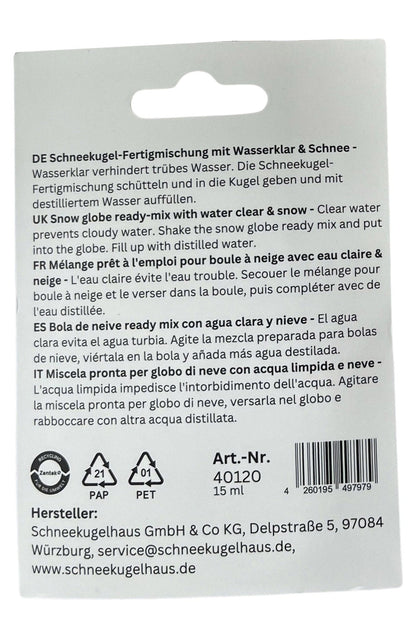 DE Schneekugel-Fertigmischung mit Wasserklar & Schnee -
Wasserklar verhindert trübes Wasser. Die Schneekugel-
Fertigmischung schütteln und in die Kugel geben und mit
destilliertem Wasser auffüllen.
UK Snow globe ready-mix with water clear & snow - Clear water
prevents cloudy water. Shake the snow globe ready mix and put
into the globe. Fill up with distilled water.
FR Mélange prêt à l'emploi pour boule à neige avec eau claire &
neige - L'eau claire évite l'eau trouble. Secouer le mélange pour
boule à neige et le verser dans la boule, puis compléter avec de
l'eau distillée.
ES Bola de neive ready mix con agua clara y nieve - El agua
clara evita el agua turbia. Agite la mezcla preparada para bolas
de nieve, viértala en la bola y añada más agua destilada.
IT Miscela pronta per globo di neve con acqua limpida e neve -
L'acqua limpida impedisce l'intorbidimento dell'acqua. Agitare
la miscela pronta per globo di neve, versarla nel globo e
rabboccare con altra acqua distillata.
RECYCLING
Zentek
FÜR DIE UMWELT
21
PAP
01
PET
Art.-Nr.
40120
15 ml
4 260195 497979
Hersteller:
Schneekugelhaus GmbH & Co KG, Delpstraße 5, 97084
Würzburg, service@schneekugelhaus.de,
www.schneekugelhaus.de